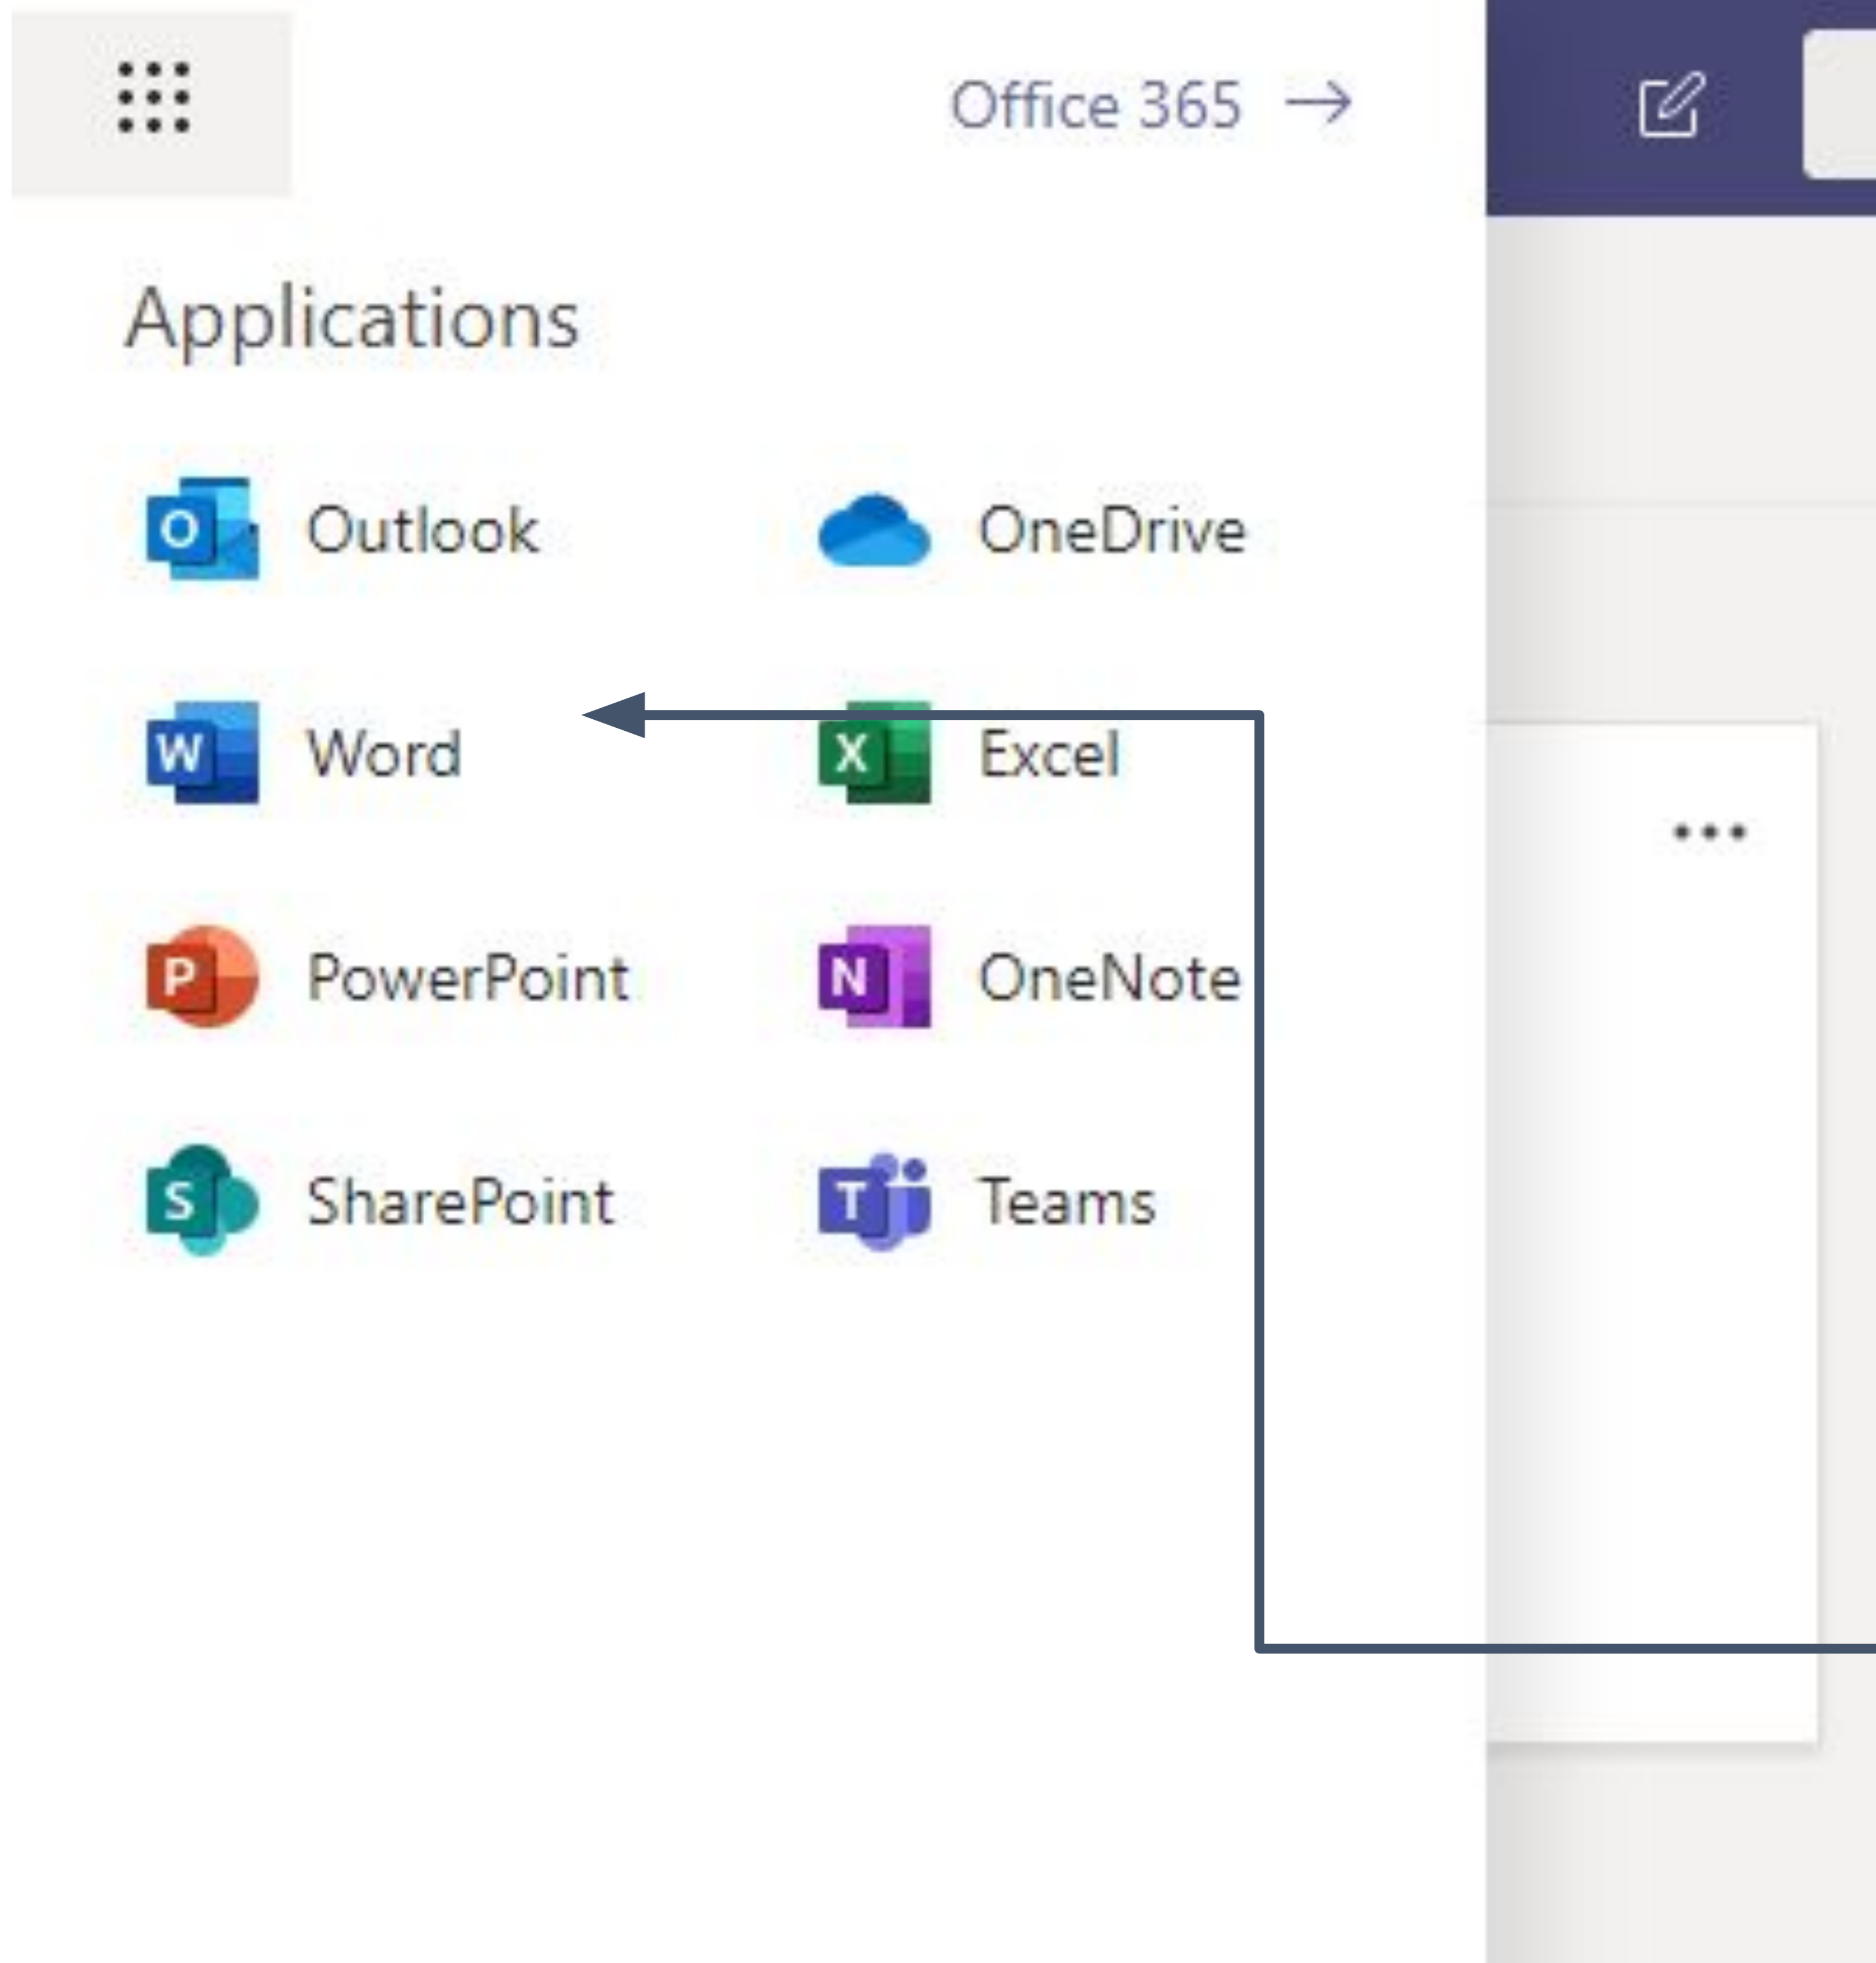 Office 365 →
Applications
Outlook OneDrive
Word Excel
PowerPoint OneNote
SharePoint Teams